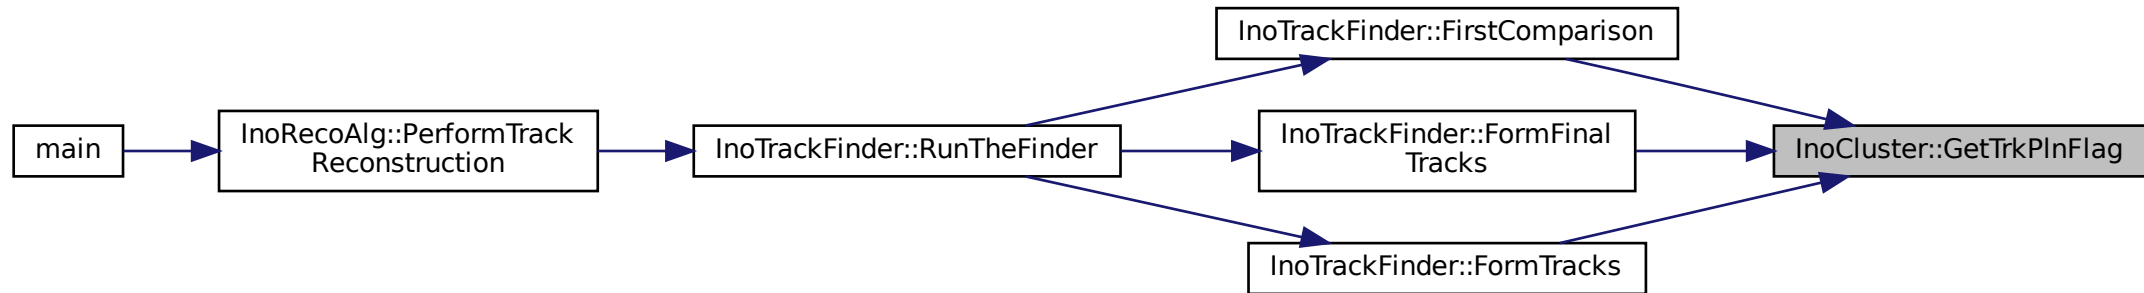 InoTrackFinder::FirstComparison
main
InoRecoAlg::PerformTrack
Reconstruction
InoTrackFinder::RunTheFinder
InoTrackFinder::FormFinal
Tracks
InoCluster::GetTrkPlnFlag
InoTrackFinder::FormTracks